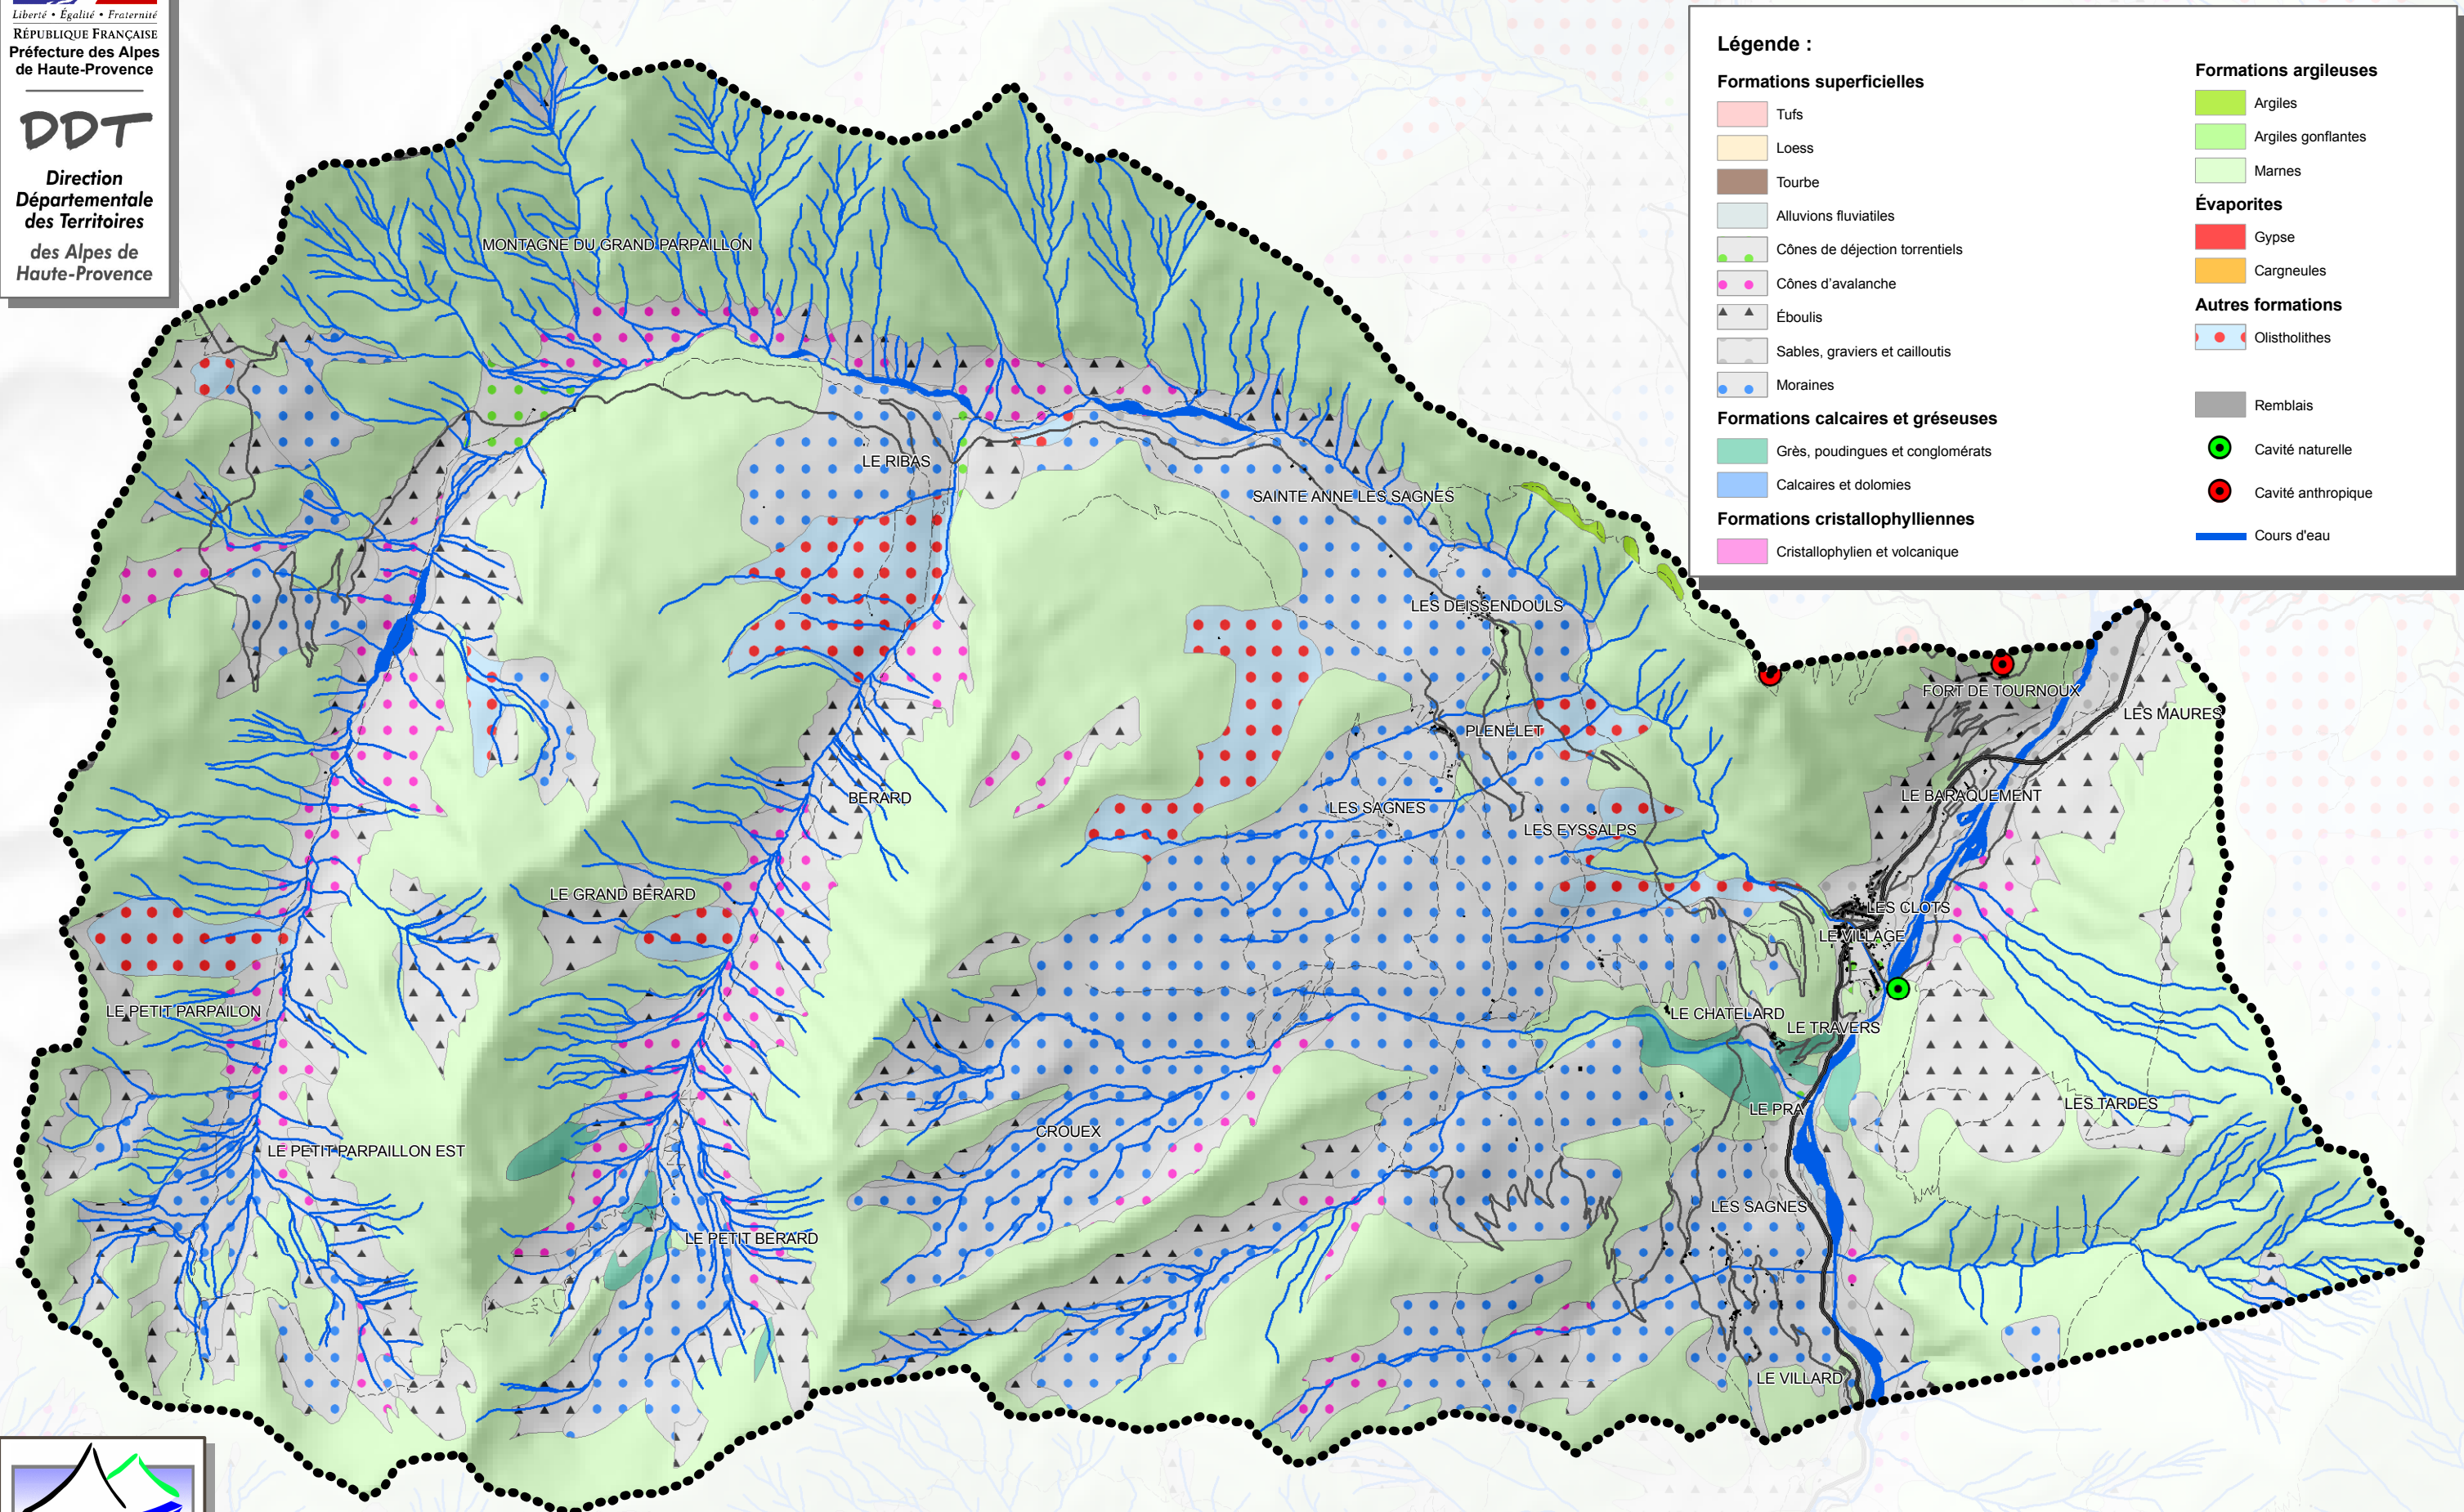 Liberté • Égalité • Fraternité
RÉPUBLIQUE FRANÇAISE
Préfecture des Alpes
de Haute-Provence
DDT
Direction
Départementale
des Territoires
des Alpes de
Haute-Provence
Légende :
Formations superficielles
Tufs
Loess
Tourbe
Alluvions fluviatiles
Cônes de déjection torrentiels
Cônes d'avalanche
Éboulis
Sables, graviers et cailloutis
Moraines
Formations calcaires et gréseuses
Grès, poudingues et conglomérats
Calcaires et dolomies
Formations cristallophylliennes
Cristallophylien et volcanique
Formations argileuses
Argiles
Argiles gonflantes
Marnes
Évaporites
Gypse
Cargneules
Autres formations
Olistholithes
Remblais
Cavité naturelle
Cavité anthropique
Cours d'eau
MONTAGNE DU GRAND PARPAILLON
LE RIBAS
SAINTE ANNE LES SAGNES
LES DEISSENDOULS
FORT DE TOURNOUX
LES MAURES
PLENELET
LE BARAQUEMENT
BERARD
LES SAGNES
LES EYSSALPS
LE GRAND BERARD
LES CLOTS
LE VILLAGE
LE PETIT PARPAILON
LE CHATELARD
LE TRAVERS
LE PRA
LES TARDES
CROUEX
LE PETIT PARPAILLON EST
LES SAGNES
LE PETIT BERARD
LE VILLARD